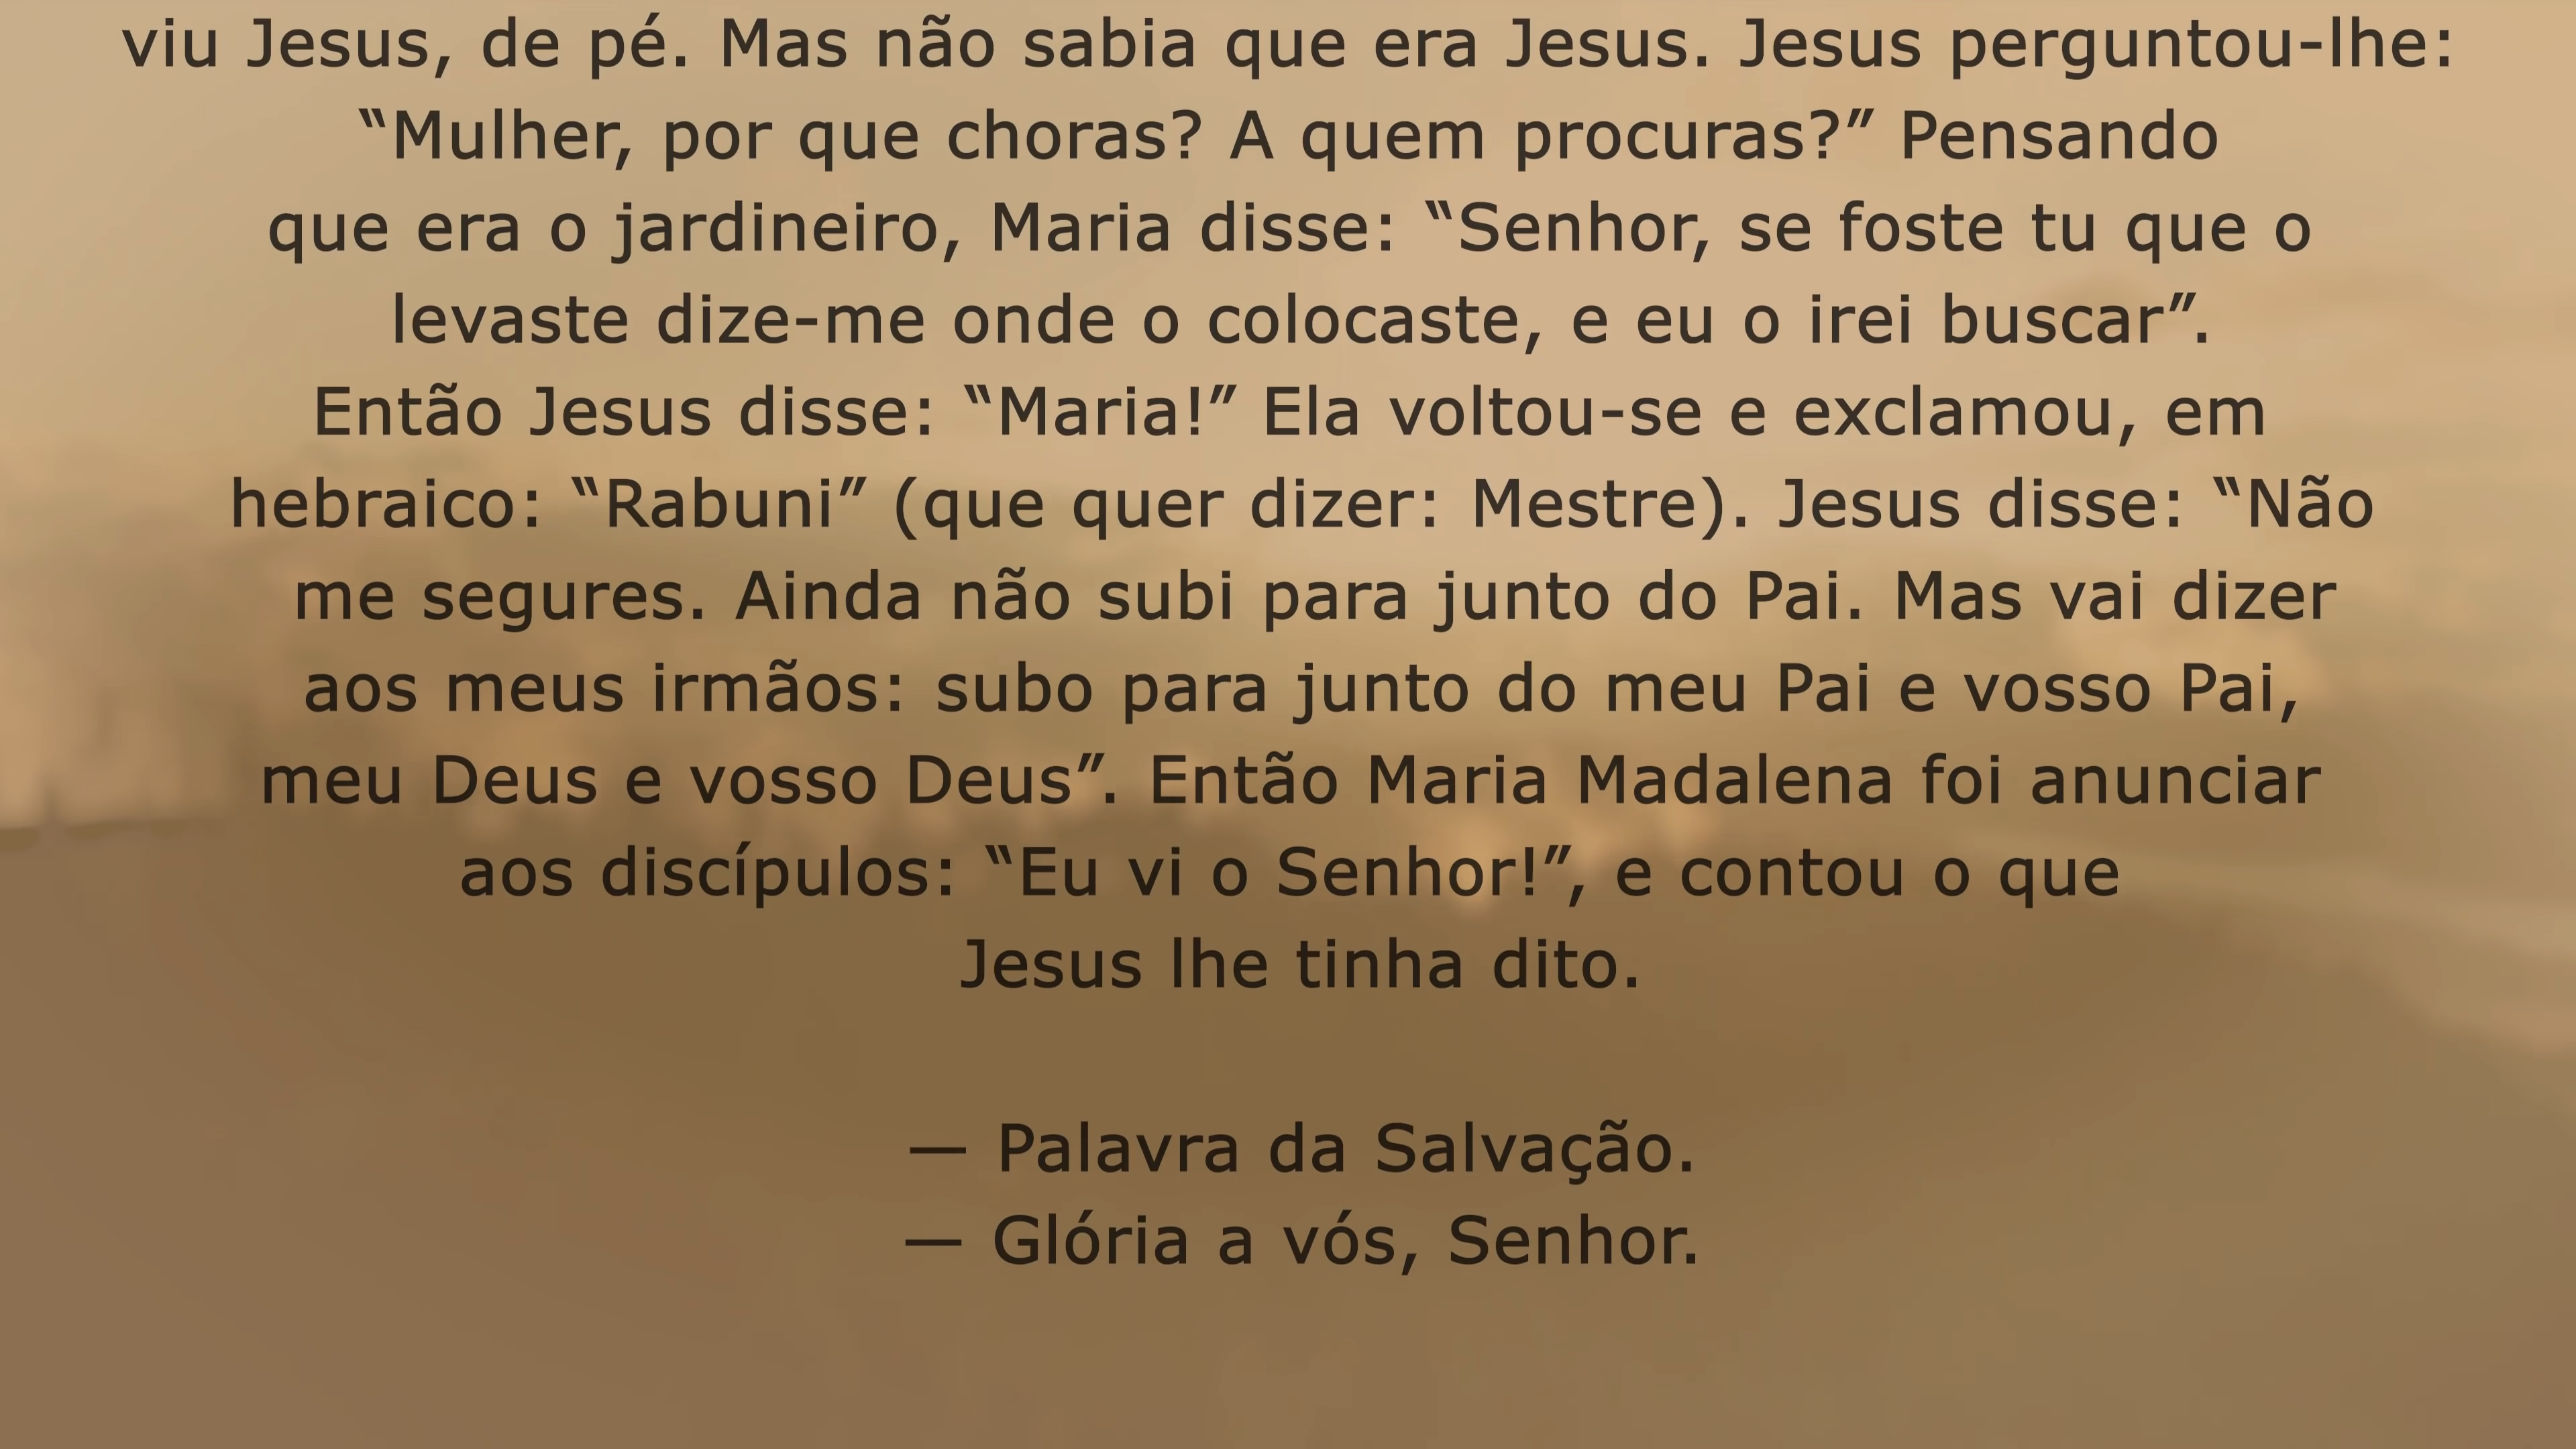 viu Jesus, de pé. Mas não sabia que era Jesus. Jesus perguntou-lhe:
“Mulher, por que choras? A quem procuras?” Pensando
que era o jardineiro, Maria disse: “Senhor, se foste tu que o
levaste dize-me onde o colocaste, e eu o irei buscar”.
Então Jesus disse: “Maria!” Ela voltou-se e exclamou, em
hebraico: “Rabuni” (que quer dizer: Mestre). Jesus disse: “Não
me segures. Ainda não subi para junto do Pai. Mas vai dizer
aos meus irmãos: subo para junto do meu Pai e vosso Pai,
meu Deus e vosso Deus”. Então Maria Madalena foi anunciar
aos discípulos: “Eu vi o Senhor!”, e contou o que
Jesus lhe tinha dito.
— Palavra da Salvação.
— Glória a vós, Senhor.